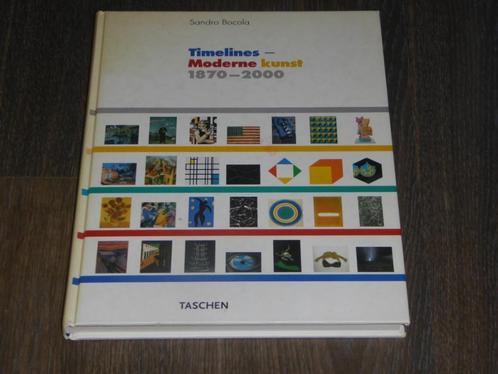 Sandro Bocola
Timelines –
Moderne kunst
1870–2000
TASCHEN